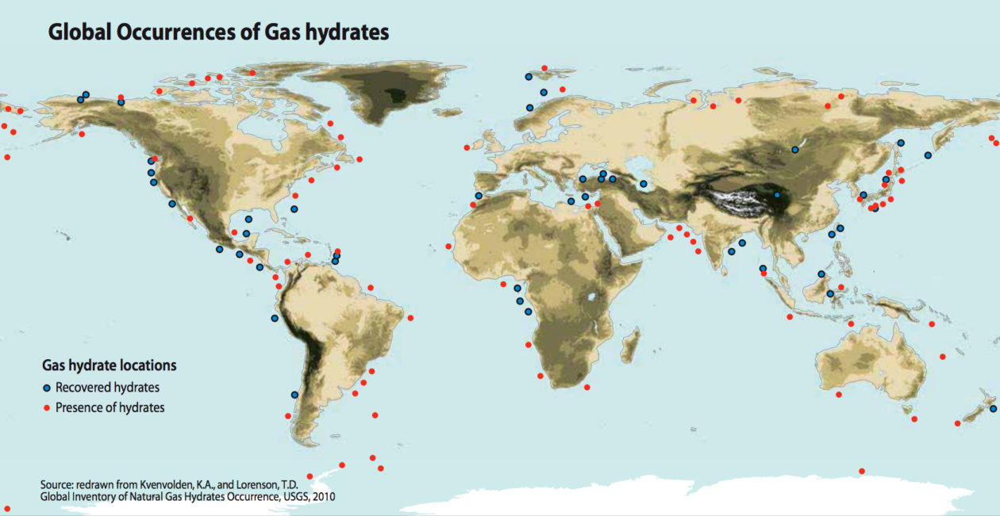 Global Occurrences of Gas hydrates
Gas hydrate locations
Recovered hydrates
Presence of hydrates
Source: redrawn from Kvenvolden, K.A., and Lorenson, T.D.
Global Inventory of Natural Gas Hydrates Occurrence, USGS, 2010